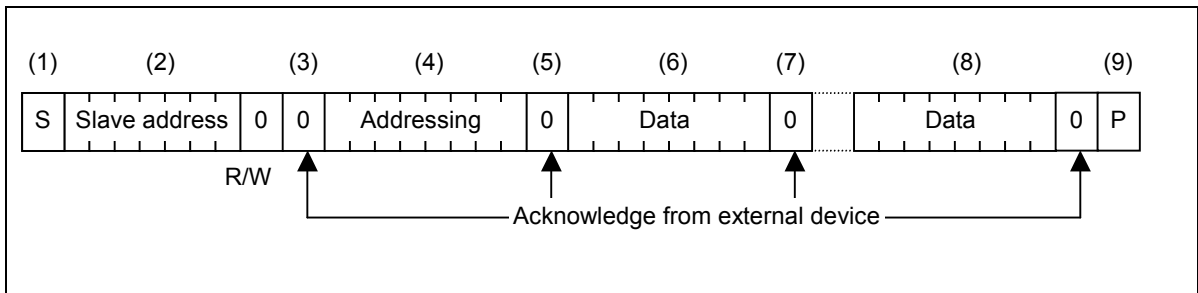 (1) (2) (3) (4) (5) (6) (7) (8) (9)
S Slave address 0 0 Addressing 0 Data 0 Data 0 P
R/W
Acknowledge from external device